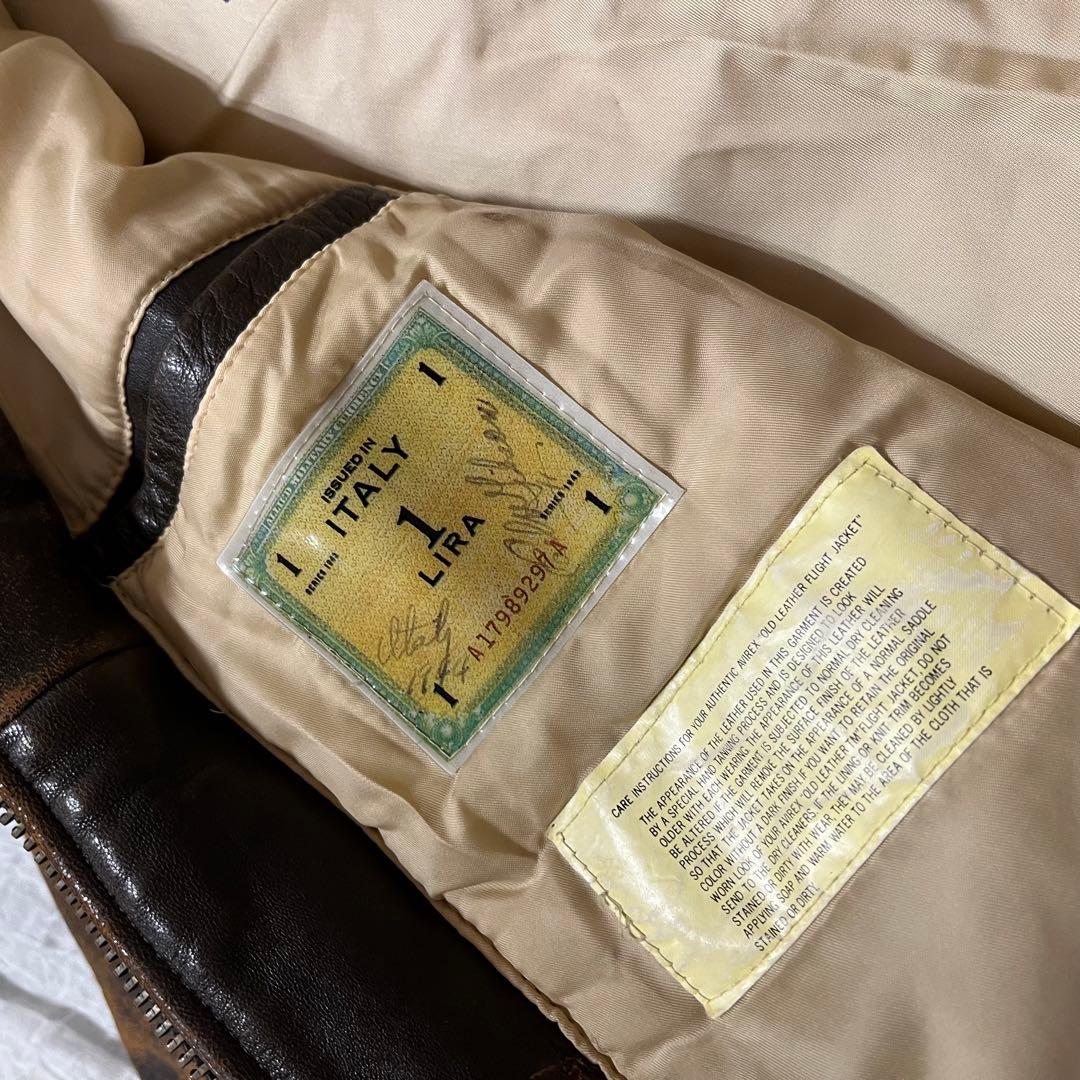 ALLIED MILITARY CURRENCY
1
ISSUED IN
ITALY
1
LIRA
SERIES 1943
SERIES 1943
1
1
1
A17989297A
Italy
1944
CARE INSTRUCTIONS FOR YOUR AUTHENTIC AVIREX "OLD LEATHER FLIGHT JACKET"
THE APPEARANCE OF THE LEATHER USED IN THIS GARMENT IS CREATED
BY A SPECIAL HAND TANNING PROCESS AND IS DESIGNED TO LOOK
OLDER WITH EACH WEARING. THE APPEARANCE OF THIS LEATHER WILL
BE ALTERED IF THE GARMENT IS SUBJECTED TO NORMAL DRY CLEANING
PROCESS WHICH WILL REMOVE THE SURFACE FINISH OF THE LEATHER
SO THAT THE JACKET TAKES ON THE APPEARANCE OF A NORMAL SADDLE
COLOR WITHOUT A DARK FINISH. IF YOU WANT TO RETAIN THE ORIGINAL
WORN LOOK OF YOUR AVIREX "OLD LEATHER TM" FLIGHT JACKET, DO NOT
SEND TO THE DRY CLEANERS. IF THE LINING OR KNIT TRIM BECOMES
STAINED OR DIRTY WITH WEAR, THEY MAY BE CLEANED BY LIGHTLY
APPLYING SOAP AND WARM WATER TO THE AREA OF THE CLOTH THAT IS
STAINED OR DIRTY.